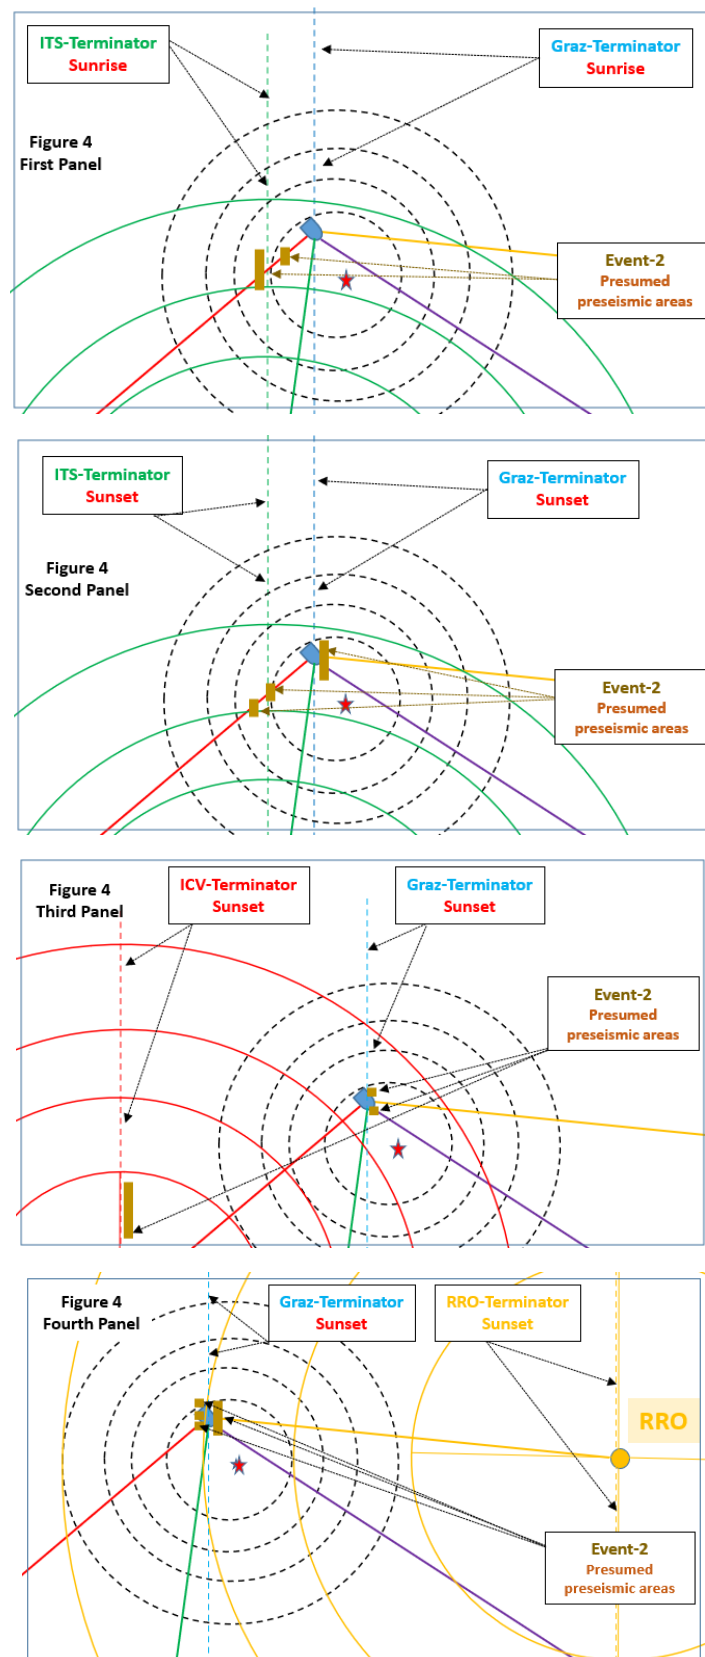 ITS-Terminator
Sunrise
Graz-Terminator
Sunrise
Figure 4
First Panel
Event-2
Presumed
preseismic areas
ITS-Terminator
Sunset
Graz-Terminator
Sunset
Figure 4
Second Panel
Event-2
Presumed
preseismic areas
Figure 4
Third Panel
ICV-Terminator
Sunset
Graz-Terminator
Sunset
Event-2
Presumed
preseismic areas
Figure 4
Fourth Panel
Graz-Terminator
Sunset
RRO-Terminator
Sunset
RRO
Event-2
Presumed
preseismic areas